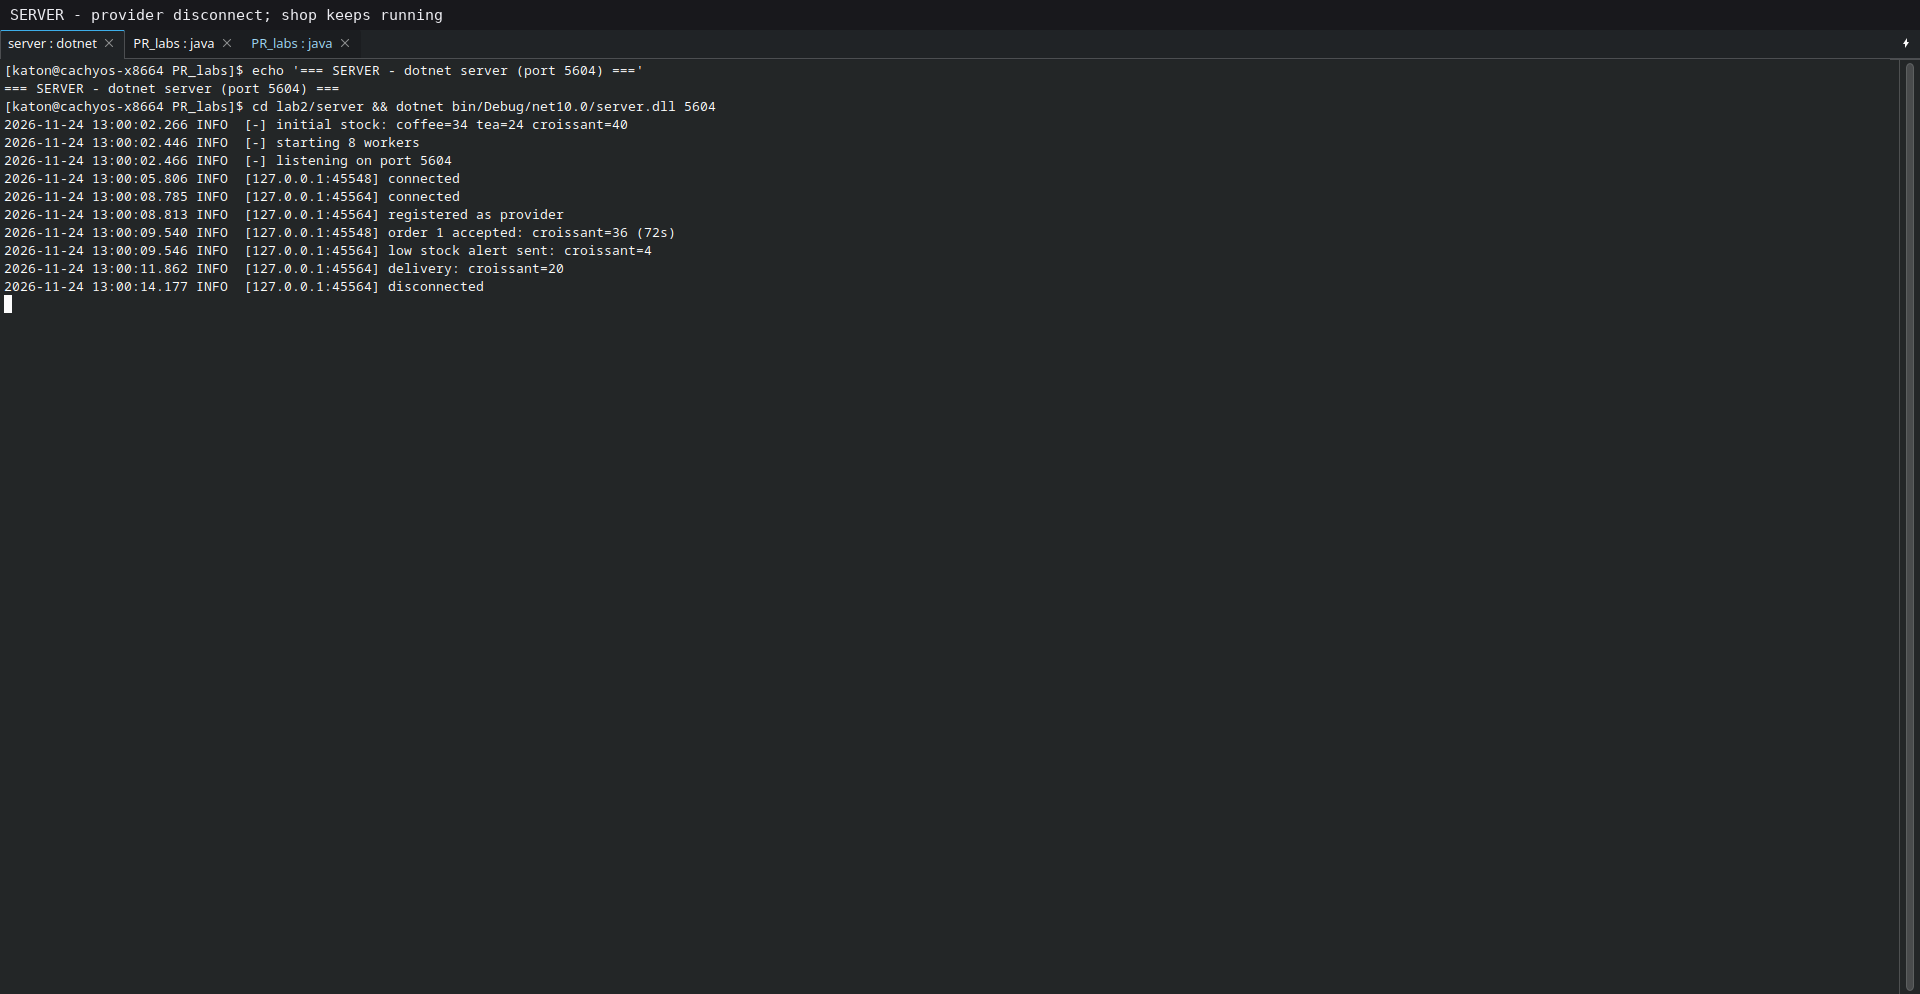 SERVER - provider disconnect; shop keeps running
server : dotnet PR_labs : java PR_labs : java
[katon@cachyos-x8664 PR_labs]$ echo '=== SERVER - dotnet server (port 5604) ==='
=== SERVER - dotnet server (port 5604) ===
[katon@cachyos-x8664 PR_labs]$ cd lab2/server && dotnet bin/Debug/net10.0/server.dll 5604
2026-11-24 13:00:02.266 INFO  [-] initial stock: coffee=34 tea=24 croissant=40
2026-11-24 13:00:02.446 INFO  [-] starting 8 workers
2026-11-24 13:00:02.466 INFO  [-] listening on port 5604
2026-11-24 13:00:05.806 INFO  [127.0.0.1:45548] connected
2026-11-24 13:00:08.785 INFO  [127.0.0.1:45564] connected
2026-11-24 13:00:08.813 INFO  [127.0.0.1:45564] registered as provider
2026-11-24 13:00:09.540 INFO  [127.0.0.1:45548] order 1 accepted: croissant=36 (72s)
2026-11-24 13:00:09.546 INFO  [127.0.0.1:45564] low stock alert sent: croissant=4
2026-11-24 13:00:11.862 INFO  [127.0.0.1:45564] delivery: croissant=20
2026-11-24 13:00:14.177 INFO  [127.0.0.1:45564] disconnected